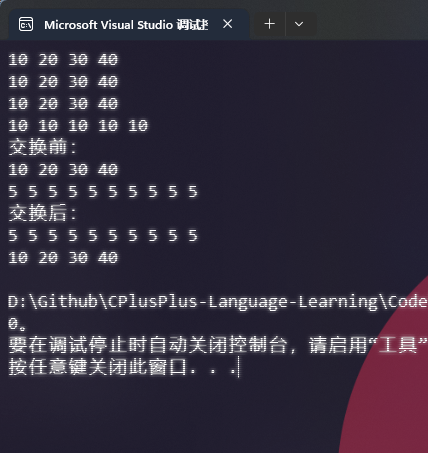 Microsoft Visual Studio 调试
10 20 30 40
10 20 30 40
10 20 30 40
10 10 10 10 10
交换前：
10 20 30 40
5 5 5 5 5 5 5 5 5 5
交换后：
5 5 5 5 5 5 5 5 5 5
10 20 30 40
D:\Github\CPlusPlus-Language-Learning\Code
0。
要在调试停止时自动关闭控制台，请启用“工具”
按任意键关闭此窗口. . .